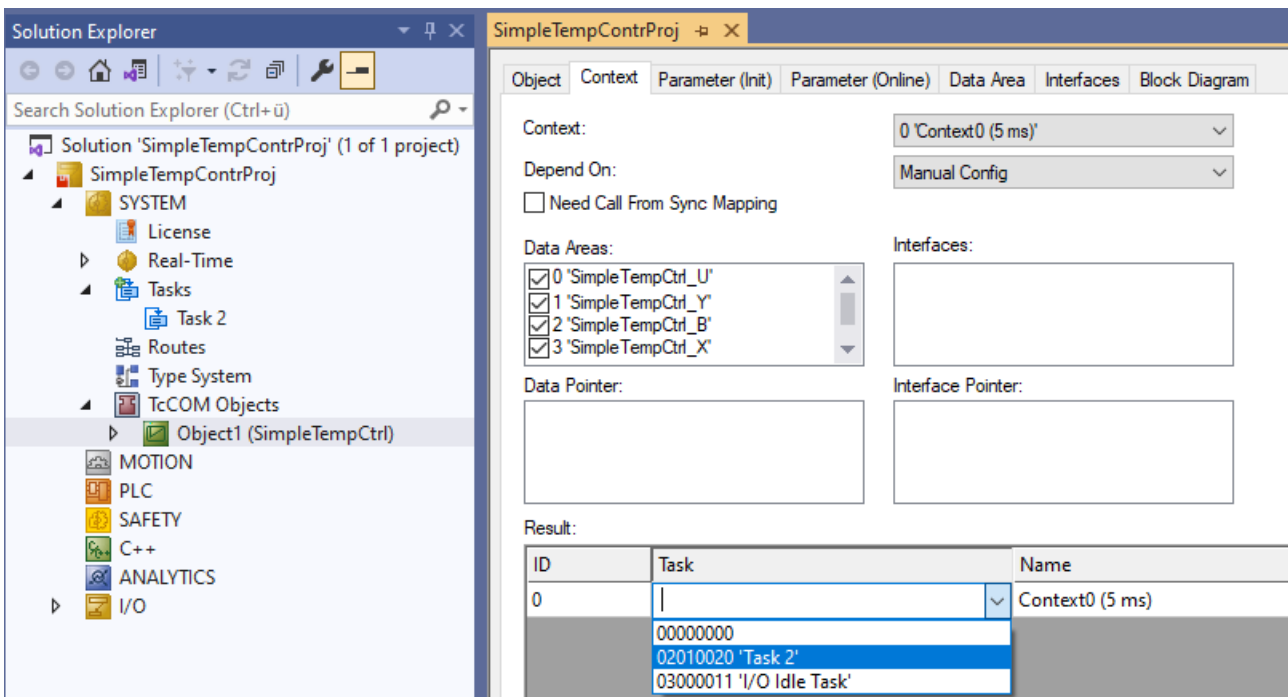 Solution Explorer
Search Solution Explorer (Ctrl+ü)
Solution 'SimpleTempContrProj' (1 of 1 project)
SimpleTempContrProj
SYSTEM
License
Real-Time
Tasks
Task 2
Routes
Type System
TcCOM Objects
Object1 (SimpleTempCtrl)
MOTION
PLC
SAFETY
C++
ANALYTICS
I/O
SimpleTempContrProj
Object Context Parameter (Init) Parameter (Online) Data Area Interfaces Block Diagram
Context: 0 'Context0 (5 ms)'
Depend On: Manual Config
Need Call From Sync Mapping
Data Areas: Interfaces:
0 'SimpleTempCtrl_U'
1 'SimpleTempCtrl_Y'
2 'SimpleTempCtrl_B'
3 'SimpleTempCtrl_X'
Data Pointer: Interface Pointer:
Result:
ID Task Name
0 Context0 (5 ms)
00000000
02010020 'Task 2'
03000011 'I/O Idle Task'